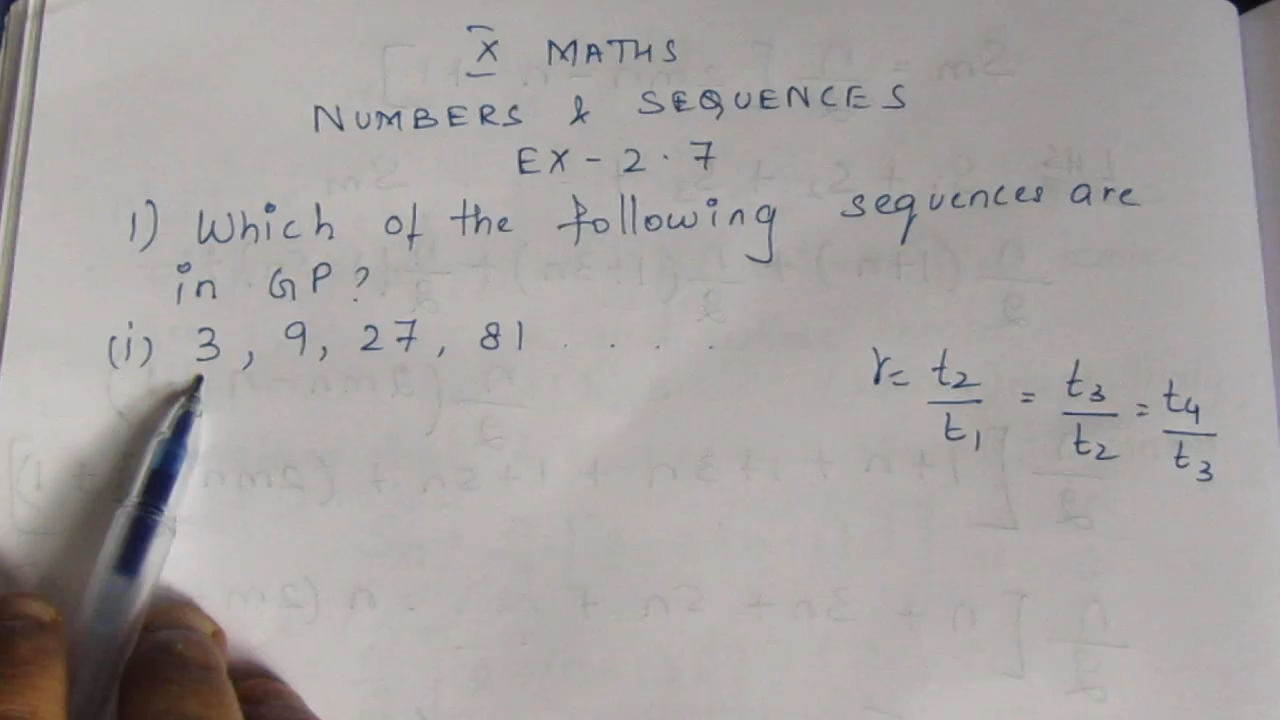 X MATHS
NUMBERS & SEQUENCES
EX - 2.7
1) Which of the following sequences are
in GP?
(i) 3, 9, 27, 81 . . . .
r = t2/t1 = t3/t2 = t4/t3